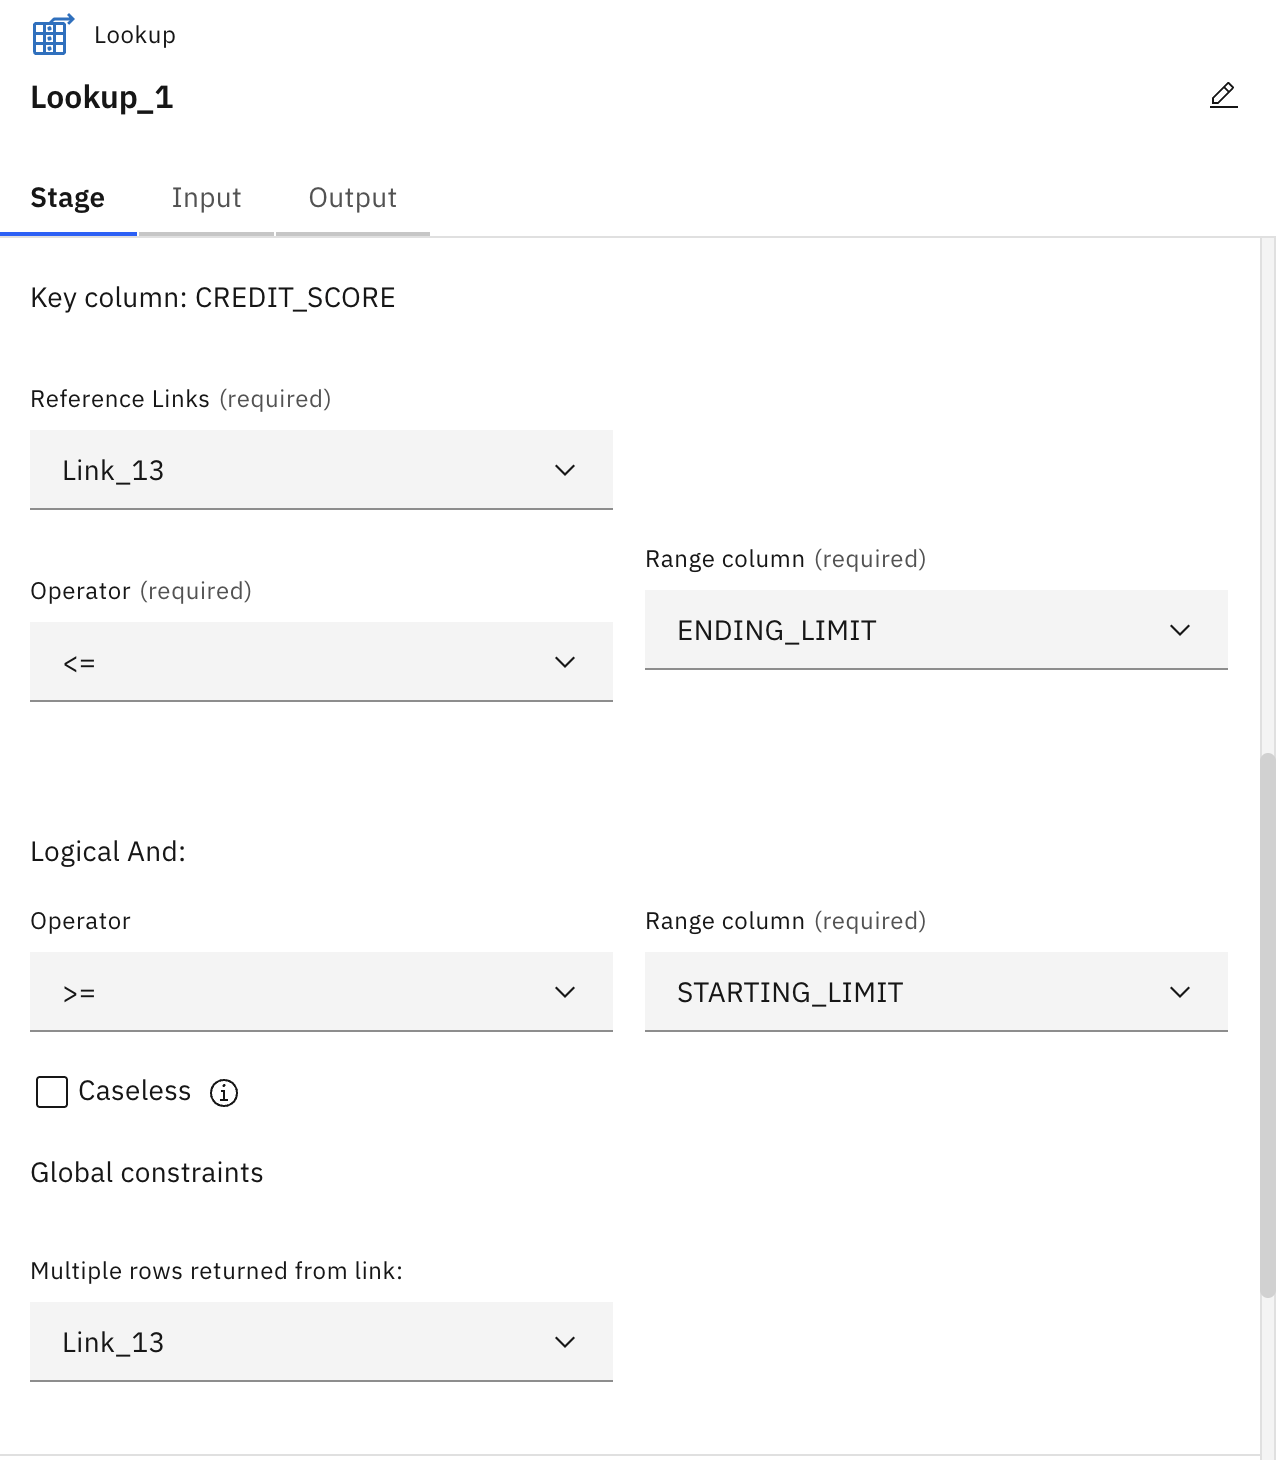 Lookup
Lookup_1
Stage Input Output
Key column: CREDIT_SCORE
Reference Links (required)
Link_13
Operator (required)
<=
Range column (required)
ENDING_LIMIT
Logical And:
Operator
>=
Range column (required)
STARTING_LIMIT
Caseless
Global constraints
Multiple rows returned from link:
Link_13